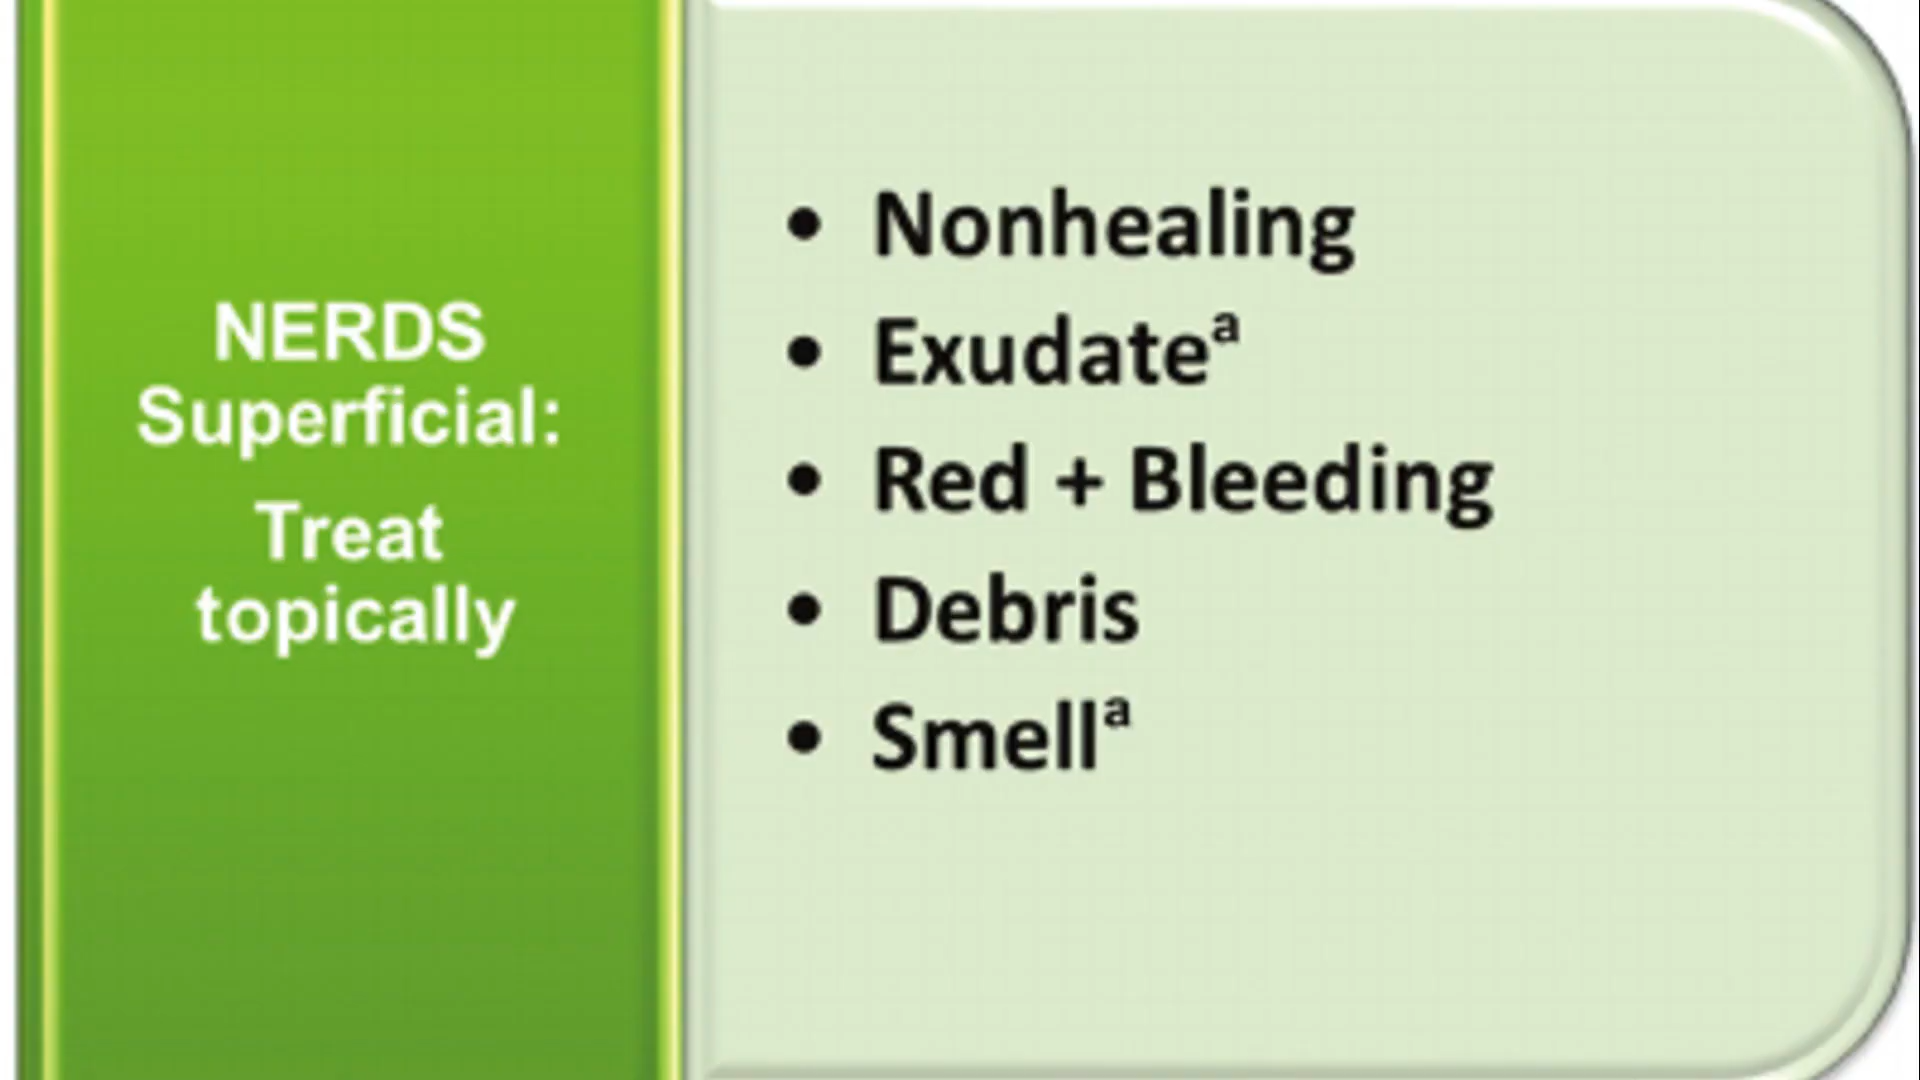 NERDS
Superficial:
Treat
topically
• Nonhealing
• Exudateᵃ
• Red + Bleeding
• Debris
• Smellᵃ